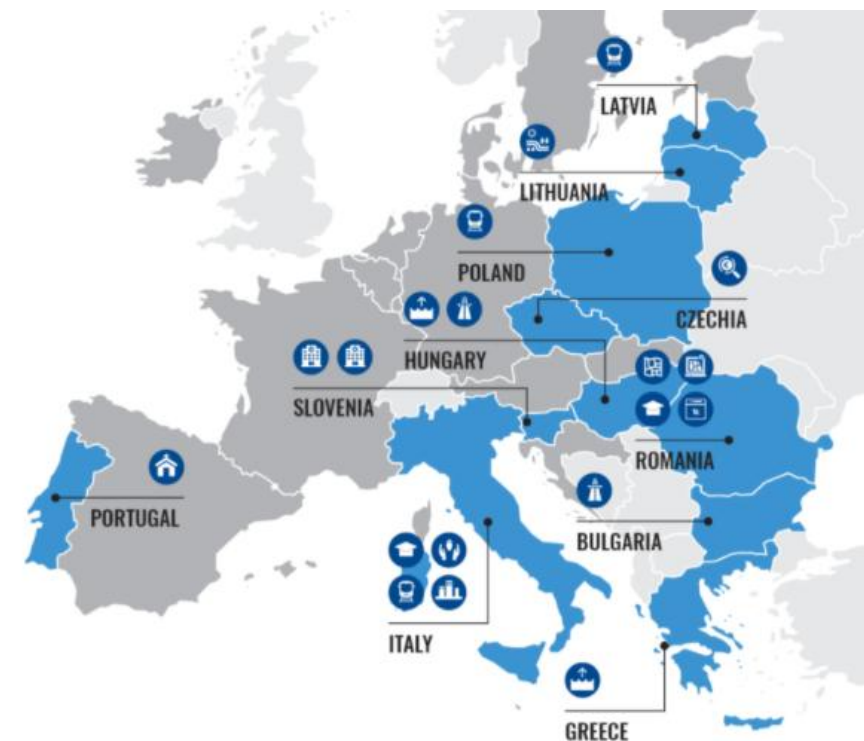 LATVIA
LITHUANIA
POLAND
CZECHIA
HUNGARY
SLOVENIA
ROMANIA
PORTUGAL
BULGARIA
ITALY
GREECE